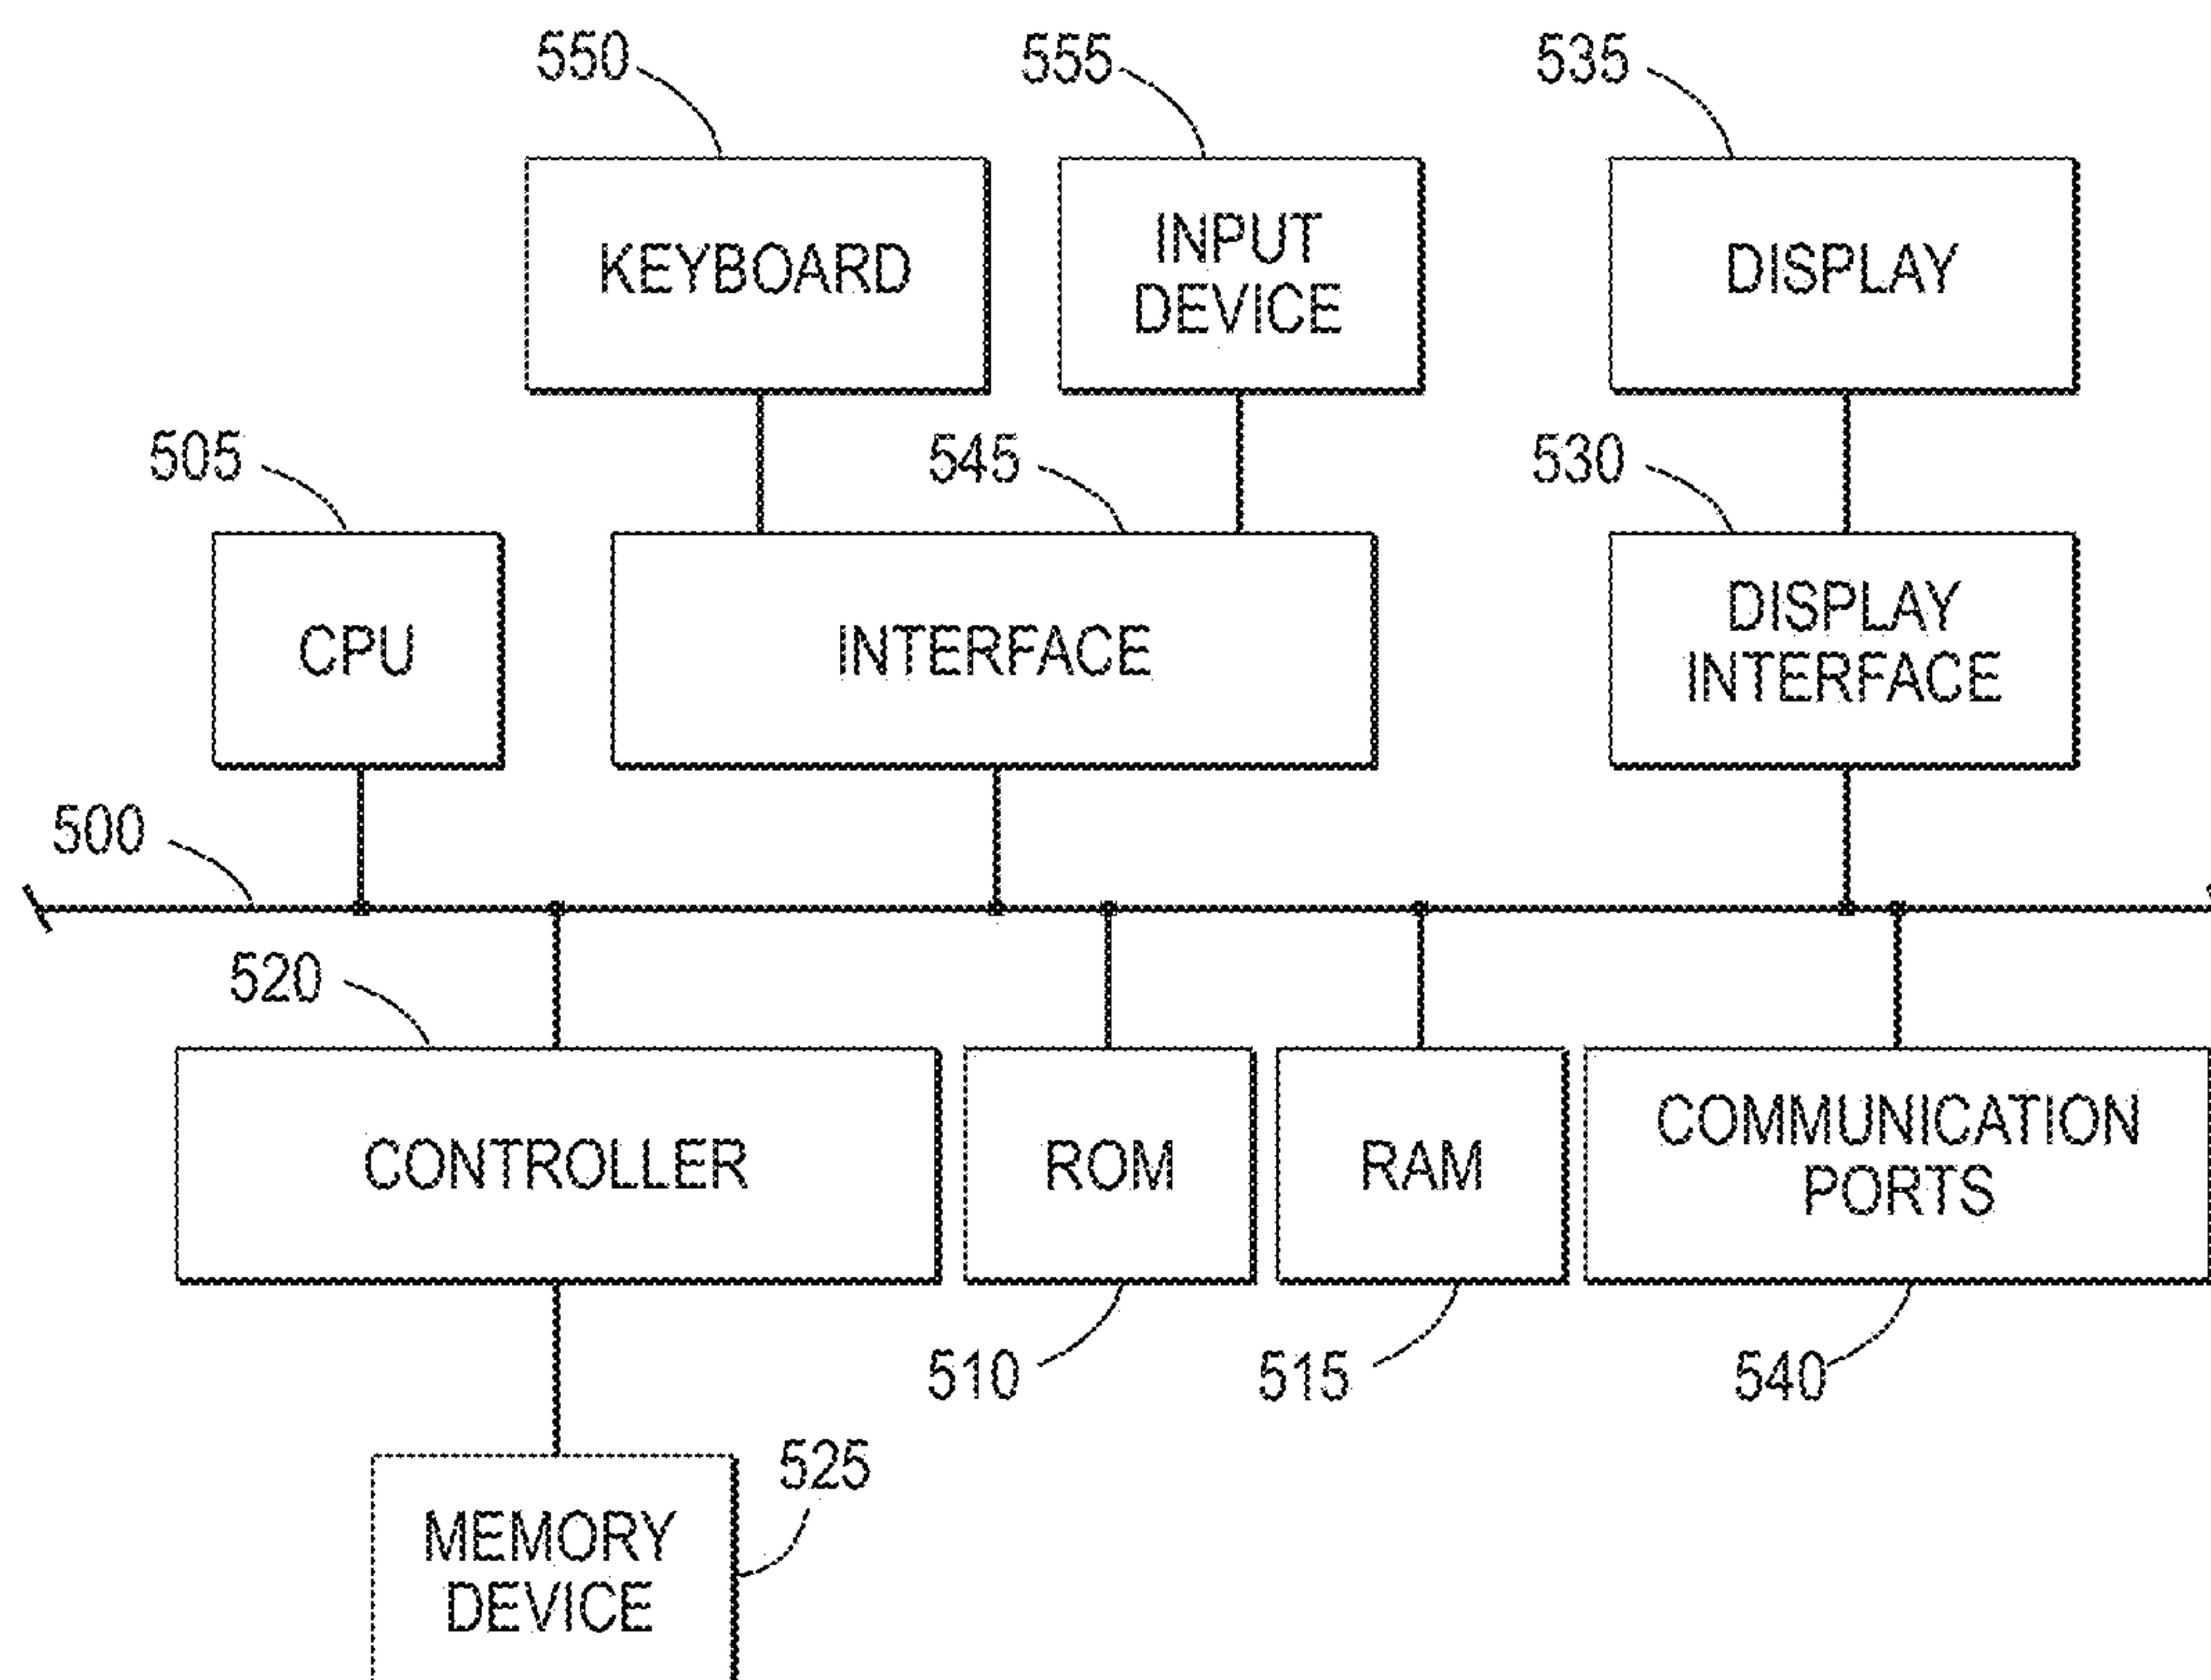 550
555
535
KEYBOARD
INPUT
DEVICE
DISPLAY
505
545
530
CPU
INTERFACE
DISPLAY
INTERFACE
500
520
CONTROLLER
ROM
RAM
COMMUNICATION
PORTS
510
515
540
525
MEMORY
DEVICE